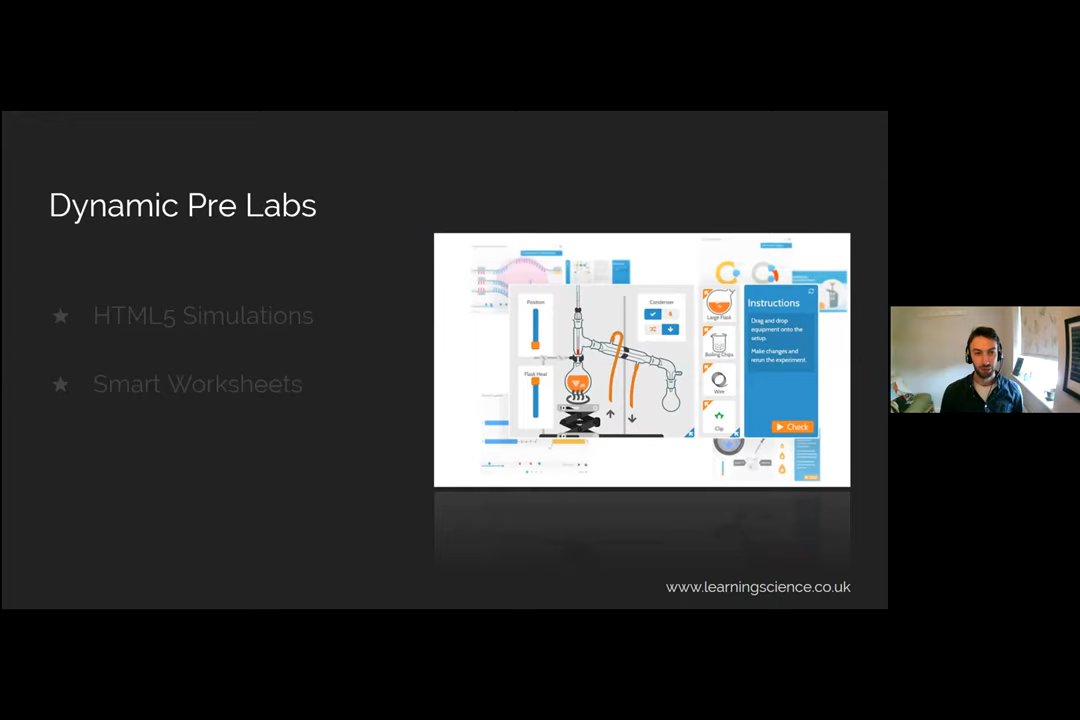 Dynamic Pre Labs
★ HTML5 Simulations
★ Smart Worksheets
Position
Flask Heat
Condenser
Large Flask
Boiling Chips
Wire
Clip
Instructions
Drag and drop
equipment onto the
setup.
Make changes and
rerun the experiment.
Check
www.learningscience.co.uk